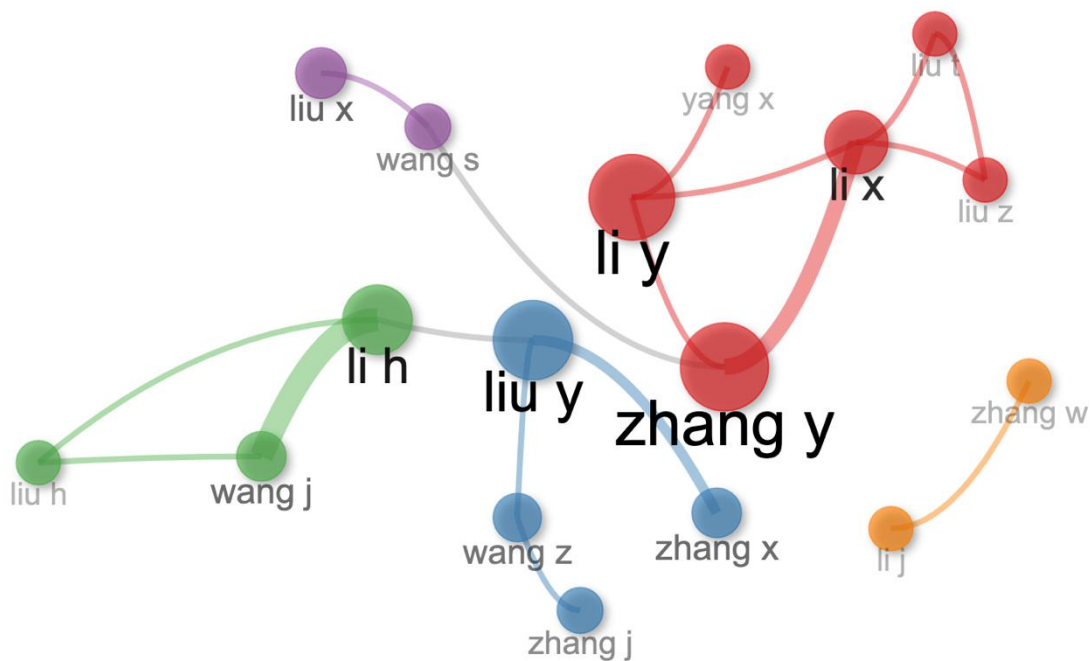 liu t
yang x
liu x
wang s
li x
liu z
li y
li h
liu y
zhang y
zhang w
liu h
wang j
wang z
zhang x
li j
zhang j